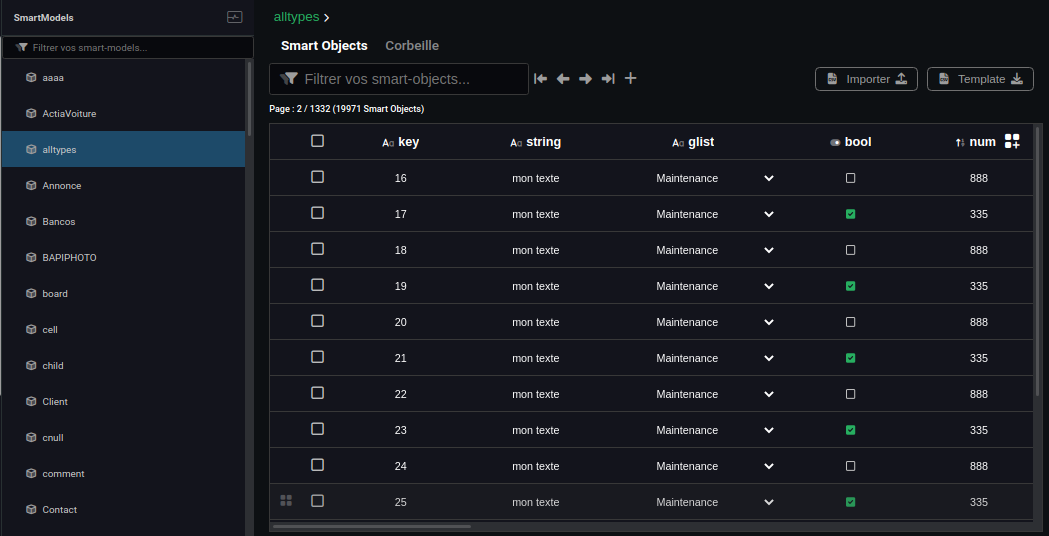 SmartModels
Filtrer vos smart-models...
aaaa
ActiaVoiture
alltypes
Annonce
Bancos
BAPIPHOTO
board
cell
child
Client
cnull
comment
Contact
alltypes
Smart Objects Corbeille
Filtrer vos smart-objects...
Importer Template
Page : 2 / 1332 (19971 Smart Objects)
key string glist bool num
16 mon texte Maintenance 888
17 mon texte Maintenance 335
18 mon texte Maintenance 888
19 mon texte Maintenance 335
20 mon texte Maintenance 888
21 mon texte Maintenance 335
22 mon texte Maintenance 888
23 mon texte Maintenance 335
24 mon texte Maintenance 888
25 mon texte Maintenance 335